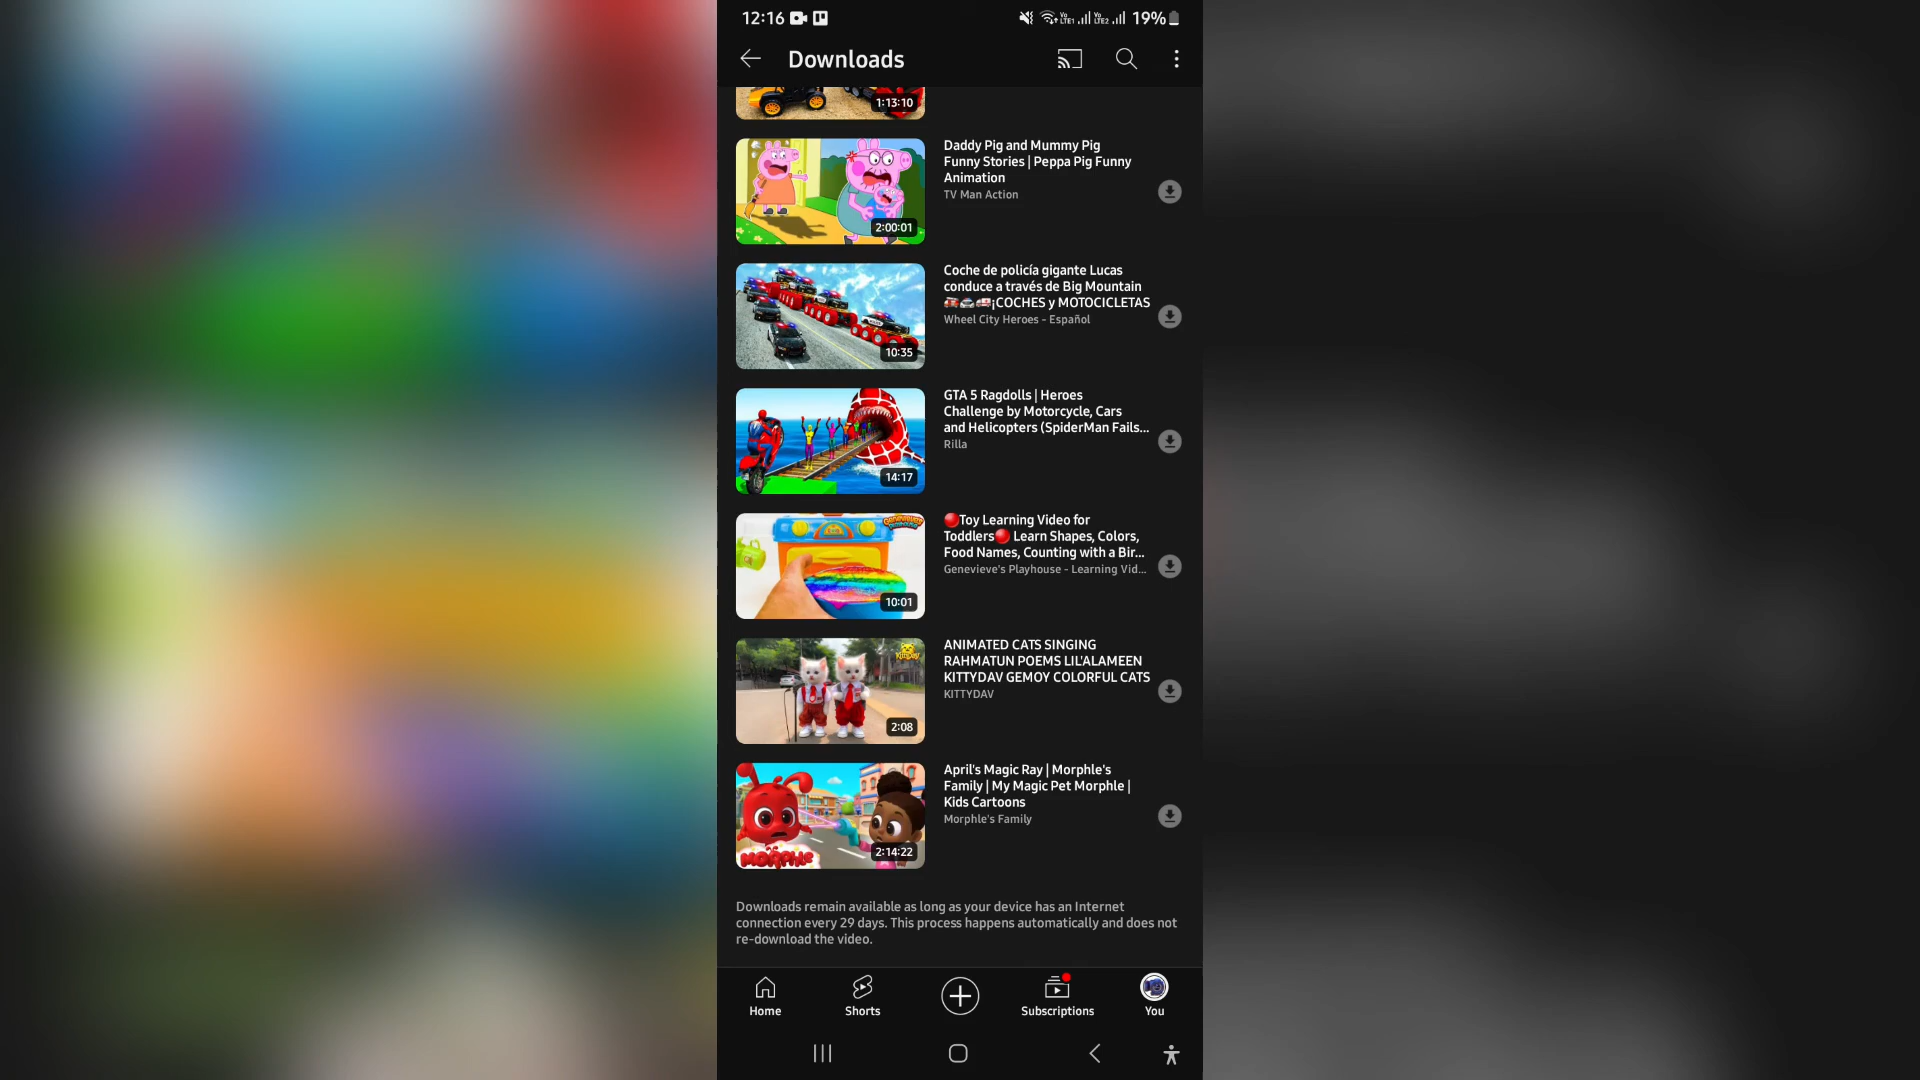 12:16
Vo LTE1 Vo LTE2 19%
Downloads
1:13:10
Daddy Pig and Mummy Pig
Funny Stories | Peppa Pig Funny
Animation
TV Man Action
2:00:01
Coche de policía gigante Lucas
conduce a través de Big Mountain
🚒🚓🚑¡COCHES y MOTOCICLETAS
Wheel City Heroes - Español
10:35
GTA 5 Ragdolls | Heroes
Challenge by Motorcycle, Cars
and Helicopters (SpiderMan Fails...
Rilla
14:17
🔴Toy Learning Video for
Toddlers🔴 Learn Shapes, Colors,
Food Names, Counting with a Bir...
Genevieve's Playhouse - Learning Vid...
10:01
ANIMATED CATS SINGING
RAHMATUN POEMS LIL'ALAMEEN
KITTYDAV GEMOY COLORFUL CATS
KITTYDAV
2:08
April's Magic Ray | Morphle's
Family | My Magic Pet Morphle |
Kids Cartoons
Morphle's Family
MORPHLE
2:14:22
Downloads remain available as long as your device has an Internet
connection every 29 days. This process happens automatically and does not
re-download the video.
Home
Shorts
Subscriptions
You